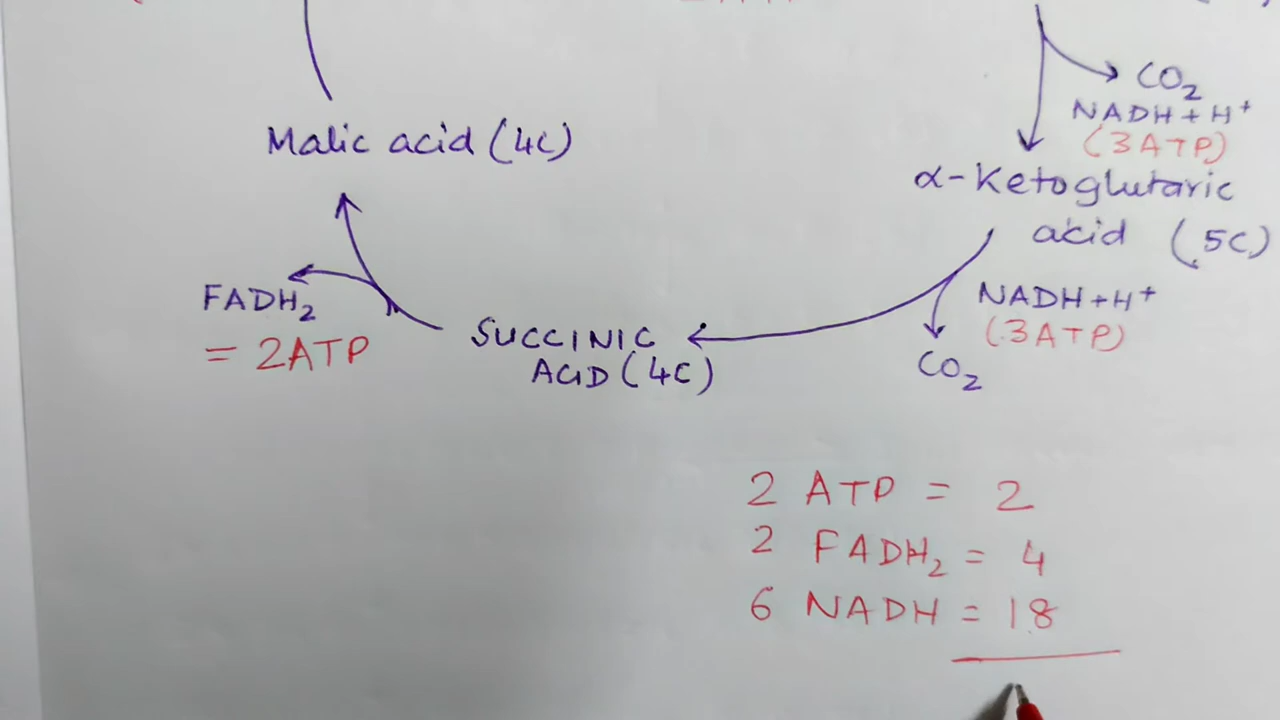 CO2
NADH + H+
(3ATP)
Malic acid (4C)
α-Ketoglutaric
acid (5C)
NADH + H+
(3ATP)
CO2
FADH2
= 2ATP
SUCCINIC
ACID (4C)
2 ATP = 2
2 FADH2 = 4
6 NADH = 18